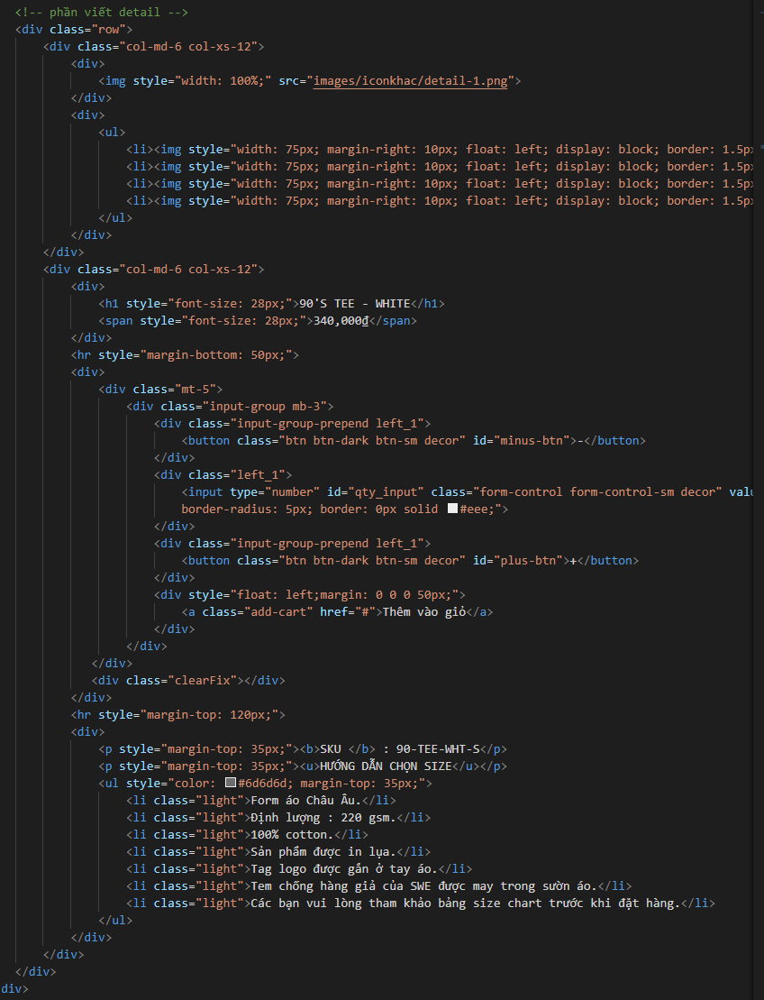 <!-- phần viết detail -->
<div class="row">
<div class="col-md-6 col-xs-12">
<div>
<img style="width: 100%;" src="images/iconkhac/detail-1.png">
</div>
<div>
<ul>
<li><img style="width: 75px; margin-right: 10px; float: left; display: block; border: 1.5px
<li><img style="width: 75px; margin-right: 10px; float: left; display: block; border: 1.5px
<li><img style="width: 75px; margin-right: 10px; float: left; display: block; border: 1.5px
<li><img style="width: 75px; margin-right: 10px; float: left; display: block; border: 1.5px
</ul>
</div>
</div>
<div class="col-md-6 col-xs-12">
<div>
<h1 style="font-size: 28px;">90'S TEE - WHITE</h1>
<span style="font-size: 28px;">340,000₫</span>
</div>
<hr style="margin-bottom: 50px;">
<div>
<div class="mt-5">
<div class="input-group mb-3">
<div class="input-group-prepend left_1">
<button class="btn btn-dark btn-sm decor" id="minus-btn">-</button>
</div>
<div class="left_1">
<input type="number" id="qty_input" class="form-control form-control-sm decor" valu
border-radius: 5px; border: 0px solid #eee;">
</div>
<div class="input-group-prepend left_1">
<button class="btn btn-dark btn-sm decor" id="plus-btn">+</button>
</div>
<div style="float: left;margin: 0 0 0 50px;">
<a class="add-cart" href="#">Thêm vào giỏ</a>
</div>
</div>
</div>
<div class="clearFix"></div>
</div>
<hr style="margin-top: 120px;">
<div>
<p style="margin-top: 35px;"><b>SKU </b> : 90-TEE-WHT-S</p>
<p style="margin-top: 35px;"><u>HƯỚNG DẪN CHỌN SIZE</u></p>
<ul style="color: #6d6d6d; margin-top: 35px;">
<li class="light">Form áo Châu Âu.</li>
<li class="light">Định lượng : 220 gsm.</li>
<li class="light">100% cotton.</li>
<li class="light">Sản phẩm được in lụa.</li>
<li class="light">Tag logo được gắn ở tay áo.</li>
<li class="light">Tem chống hàng giả của SWE được may trong sườn áo.</li>
<li class="light">Các bạn vui lòng tham khảo bảng size chart trước khi đặt hàng.</li>
</ul>
</div>
</div>
</div>
div>